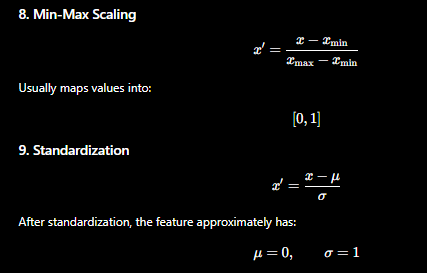 8. Min-Max Scaling
x′ = (x − x_min) / (x_max − x_min)
Usually maps values into:
[0, 1]
9. Standardization
x′ = (x − μ) / σ
After standardization, the feature approximately has:
μ = 0, σ = 1